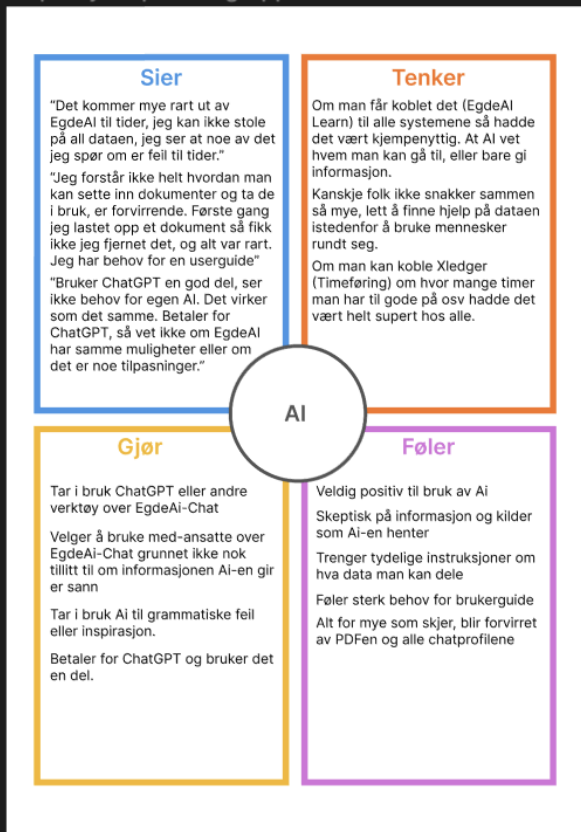 Sier
“Det kommer mye rart ut av
EgdeAI til tider, jeg kan ikke stole
på all dataen, jeg ser at noe av det
jeg spør om er feil til tider.”
“Jeg forstår ikke helt hvordan man
kan sette inn dokumenter og ta de
i bruk, er forvirrende. Første gang
jeg lastet opp et dokument så fikk
ikke jeg fjernet det, og alt var rart.
Jeg har behov for en userguide”
“Bruker ChatGPT en god del, ser
ikke behov for egen AI. Det virker
som det samme. Betaler for
ChatGPT, så vet ikke om EgdeAI
har samme muligheter eller om
det er noe tilpasninger.”
Tenker
Om man får koblet det (EgdeAI
Learn) til alle systemene så hadde
det vært kjempenyttig. At AI vet
hvem man kan gå til, eller bare gi
informasjon.
Kanskje folk ikke snakker sammen
så mye, lett å finne hjelp på dataen
istedenfor å bruke mennesker
rundt seg.
Om man kan koble Xledger
(Timeføring) om hvor mange timer
man har til gode på osv hadde det
vært helt supert hos alle.
AI
Gjør
Tar i bruk ChatGPT eller andre
verktøy over EgdeAi-Chat
Velger å bruke med-ansatte over
EgdeAi-Chat grunnet ikke nok
tillitt til om informasjonen Ai-en gir
er sann
Tar i bruk Ai til grammatiske feil
eller inspirasjon.
Betaler for ChatGPT og bruker det
en del.
Føler
Veldig positiv til bruk av Ai
Skeptisk på informasjon og kilder
som Ai-en henter
Trenger tydelige instruksjoner om
hva data man kan dele
Føler sterk behov for brukerguide
Alt for mye som skjer, blir forvirret
av PDFen og alle chatprofilene